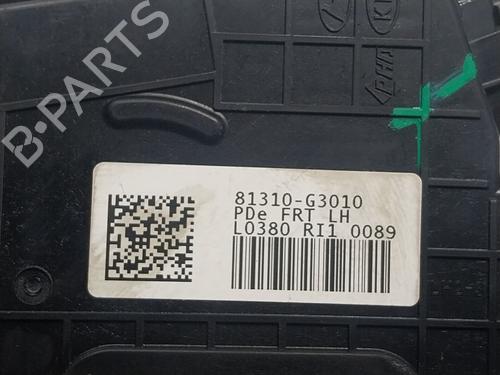 B-PARTS
81310-G3010
PDe FRT LH
L0380 RI1 0089